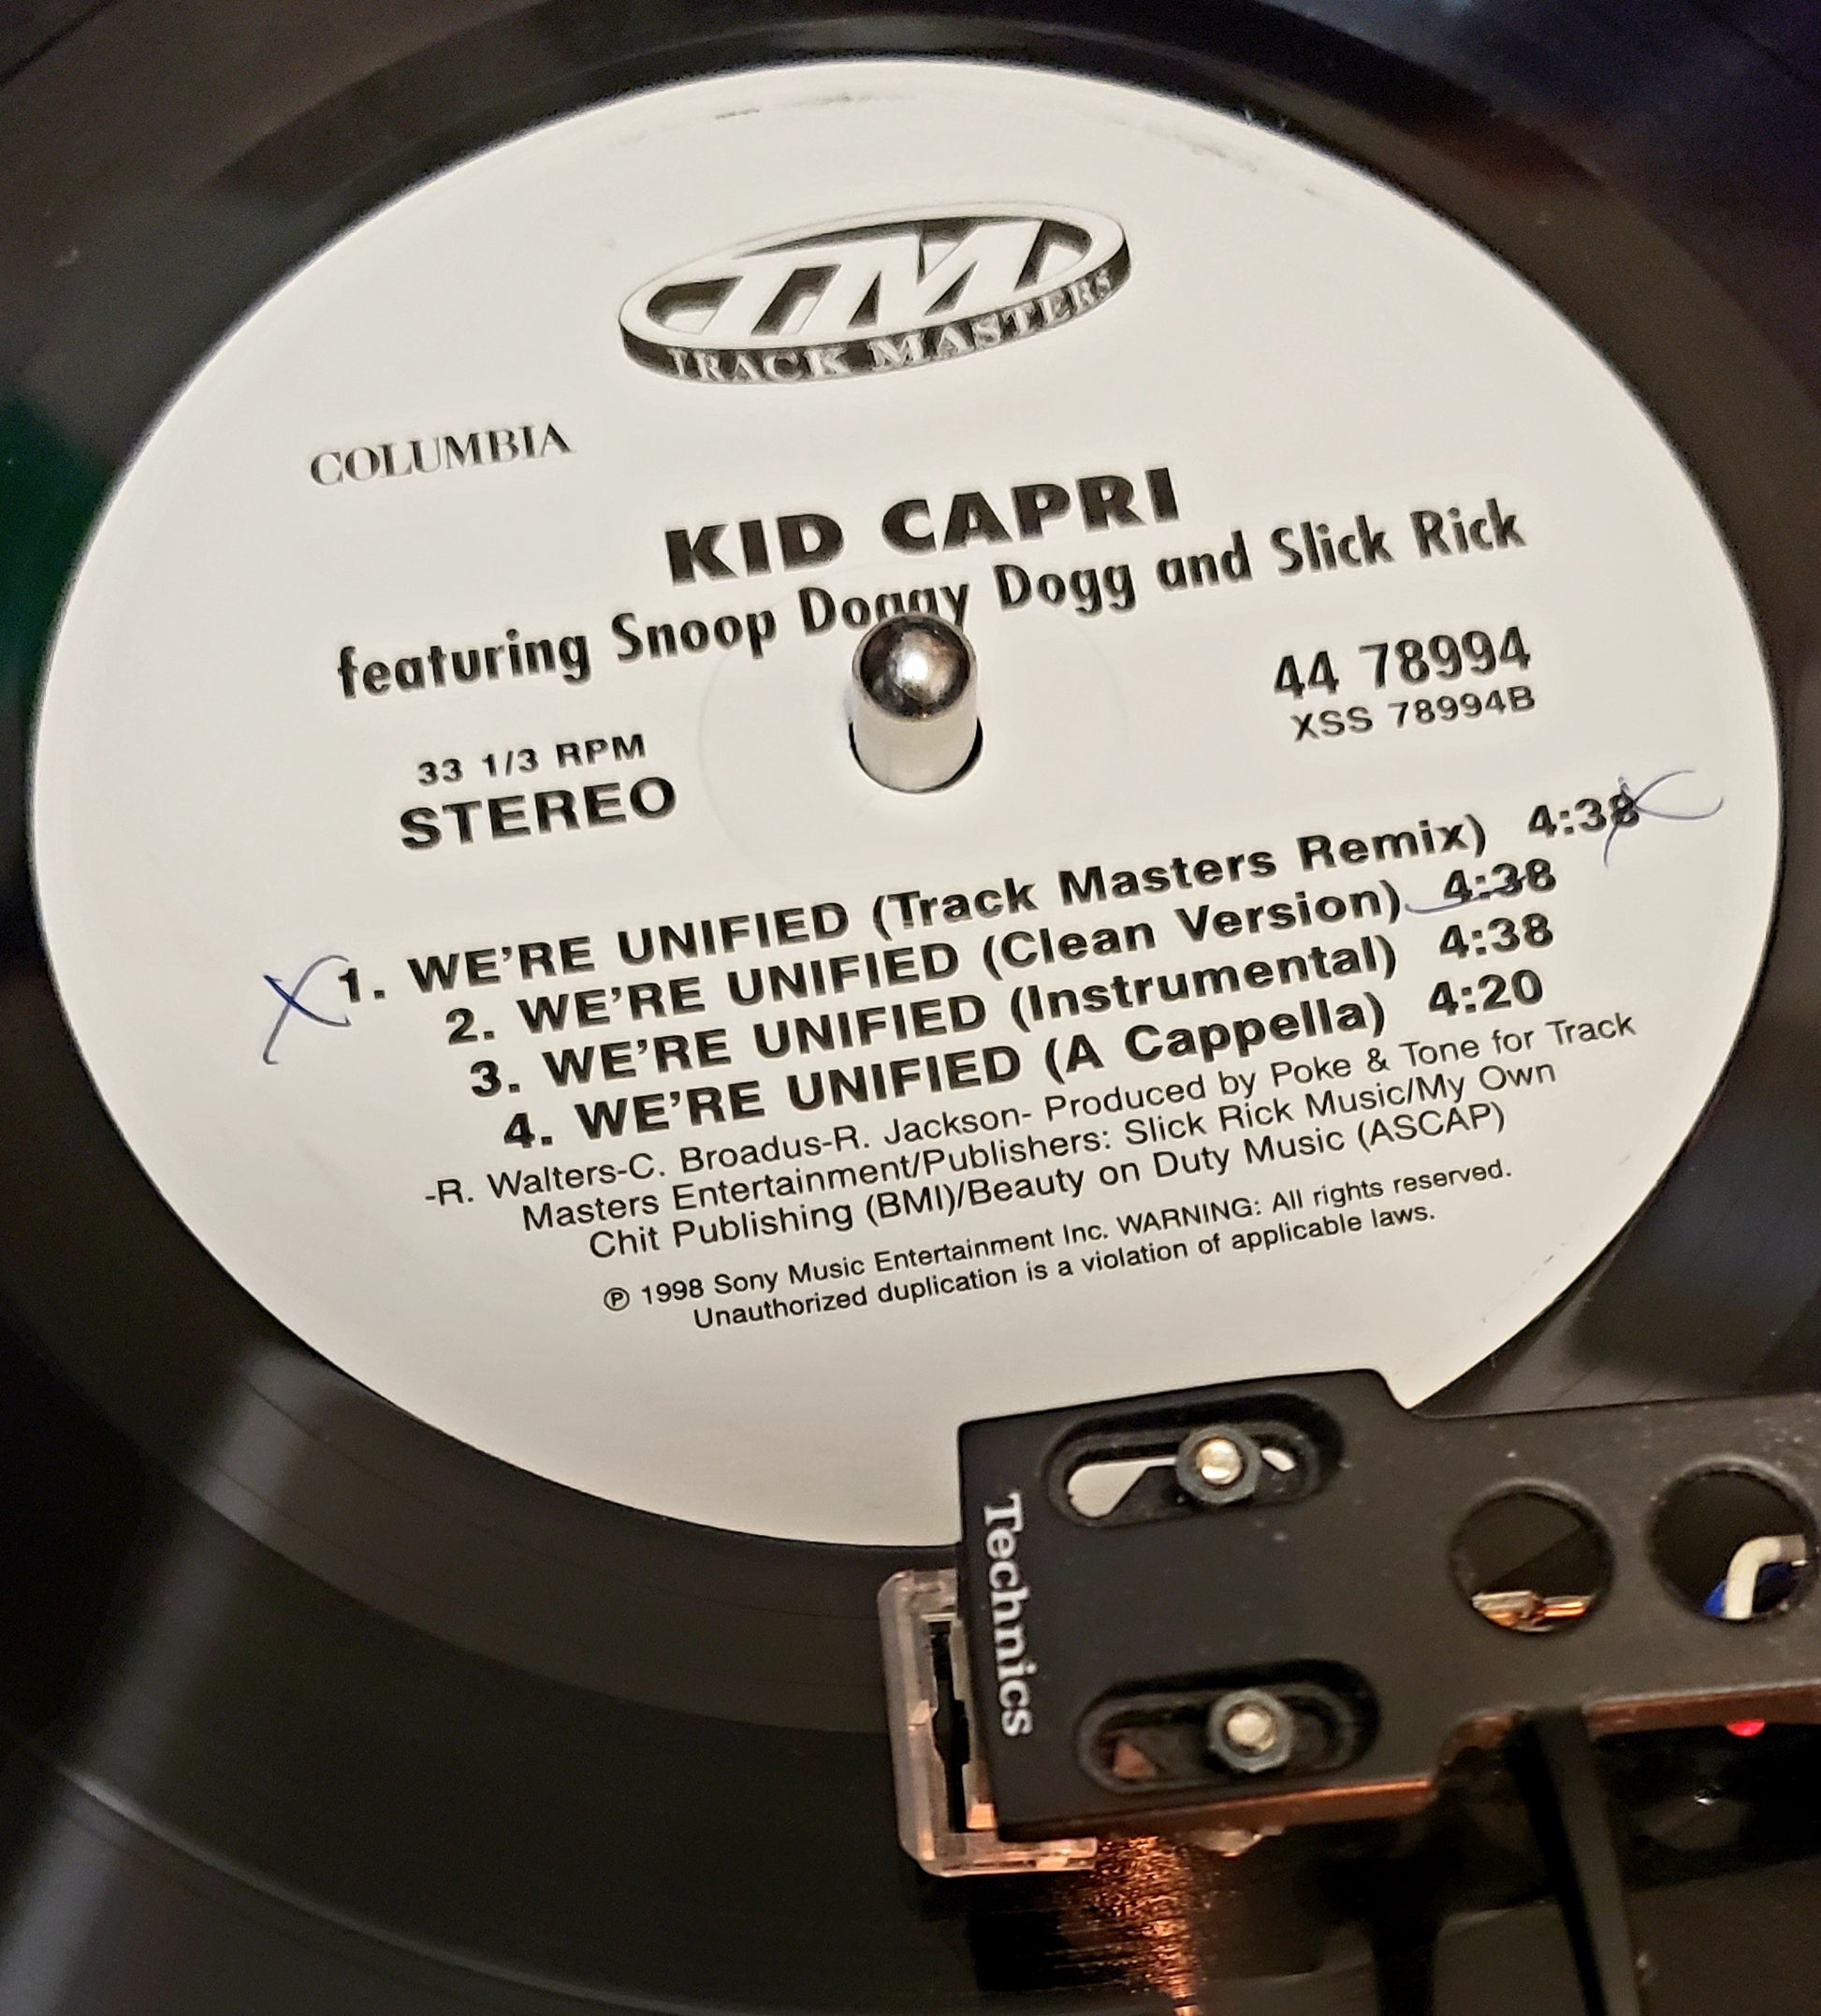 TM
TRACK MASTERS
COLUMBIA
KID CAPRI
featuring Snoop Doggy Dogg and Slick Rick
44 78994
XSS 78994B
33 1/3 RPM
STEREO
X 1. WE'RE UNIFIED (Track Masters Remix) 4:38 X
2. WE'RE UNIFIED (Clean Version) 4:38
3. WE'RE UNIFIED (Instrumental) 4:38
4. WE'RE UNIFIED (A Cappella) 4:20
-R. Walters-C. Broadus-R. Jackson- Produced by Poke & Tone for Track
Masters Entertainment/Publishers: Slick Rick Music/My Own
Chit Publishing (BMI)/Beauty on Duty Music (ASCAP)
℗ 1998 Sony Music Entertainment Inc. WARNING: All rights reserved.
Unauthorized duplication is a violation of applicable laws.
Technics